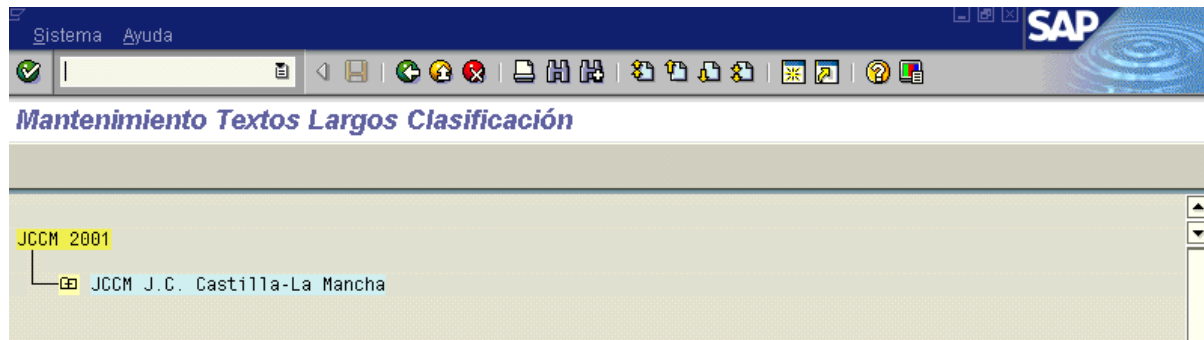 Sistema Ayuda
SAP
Mantenimiento Textos Largos Clasificación
JCCM 2001
JCCM J.C. Castilla-La Mancha